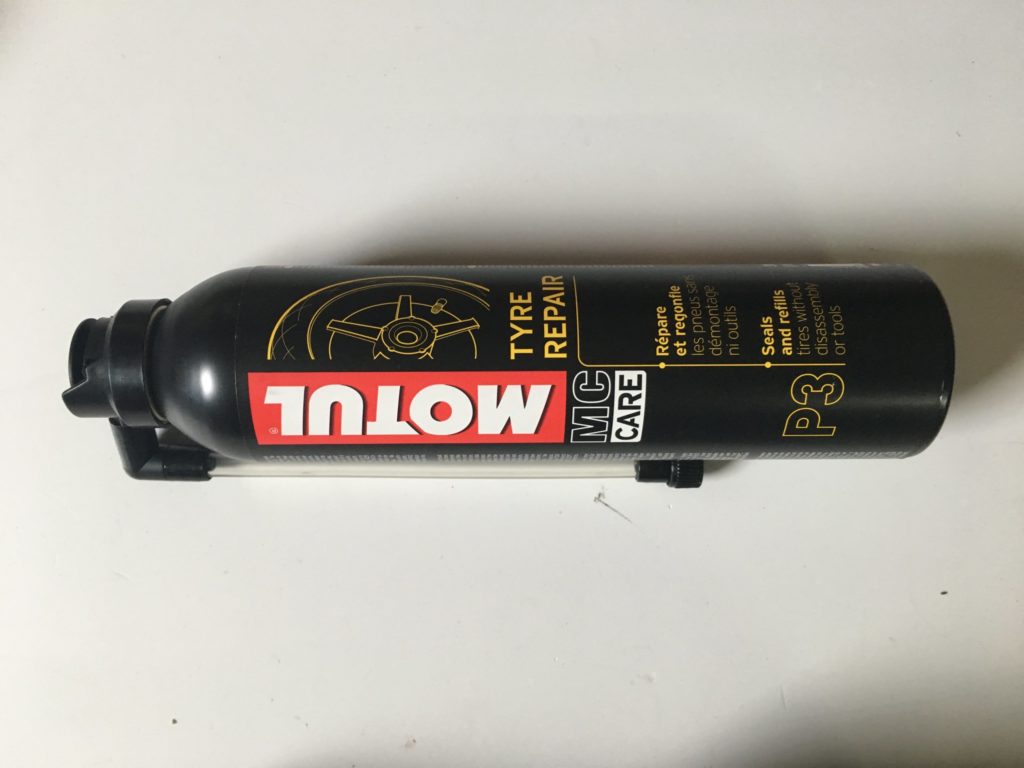 MOTUL®
TYRE
REPAIR
MC
CARE
Répare
et regonfle
les pneus sans
démontage
ni outils
Seals
and refills
tires without
disassembly
or tools
P3